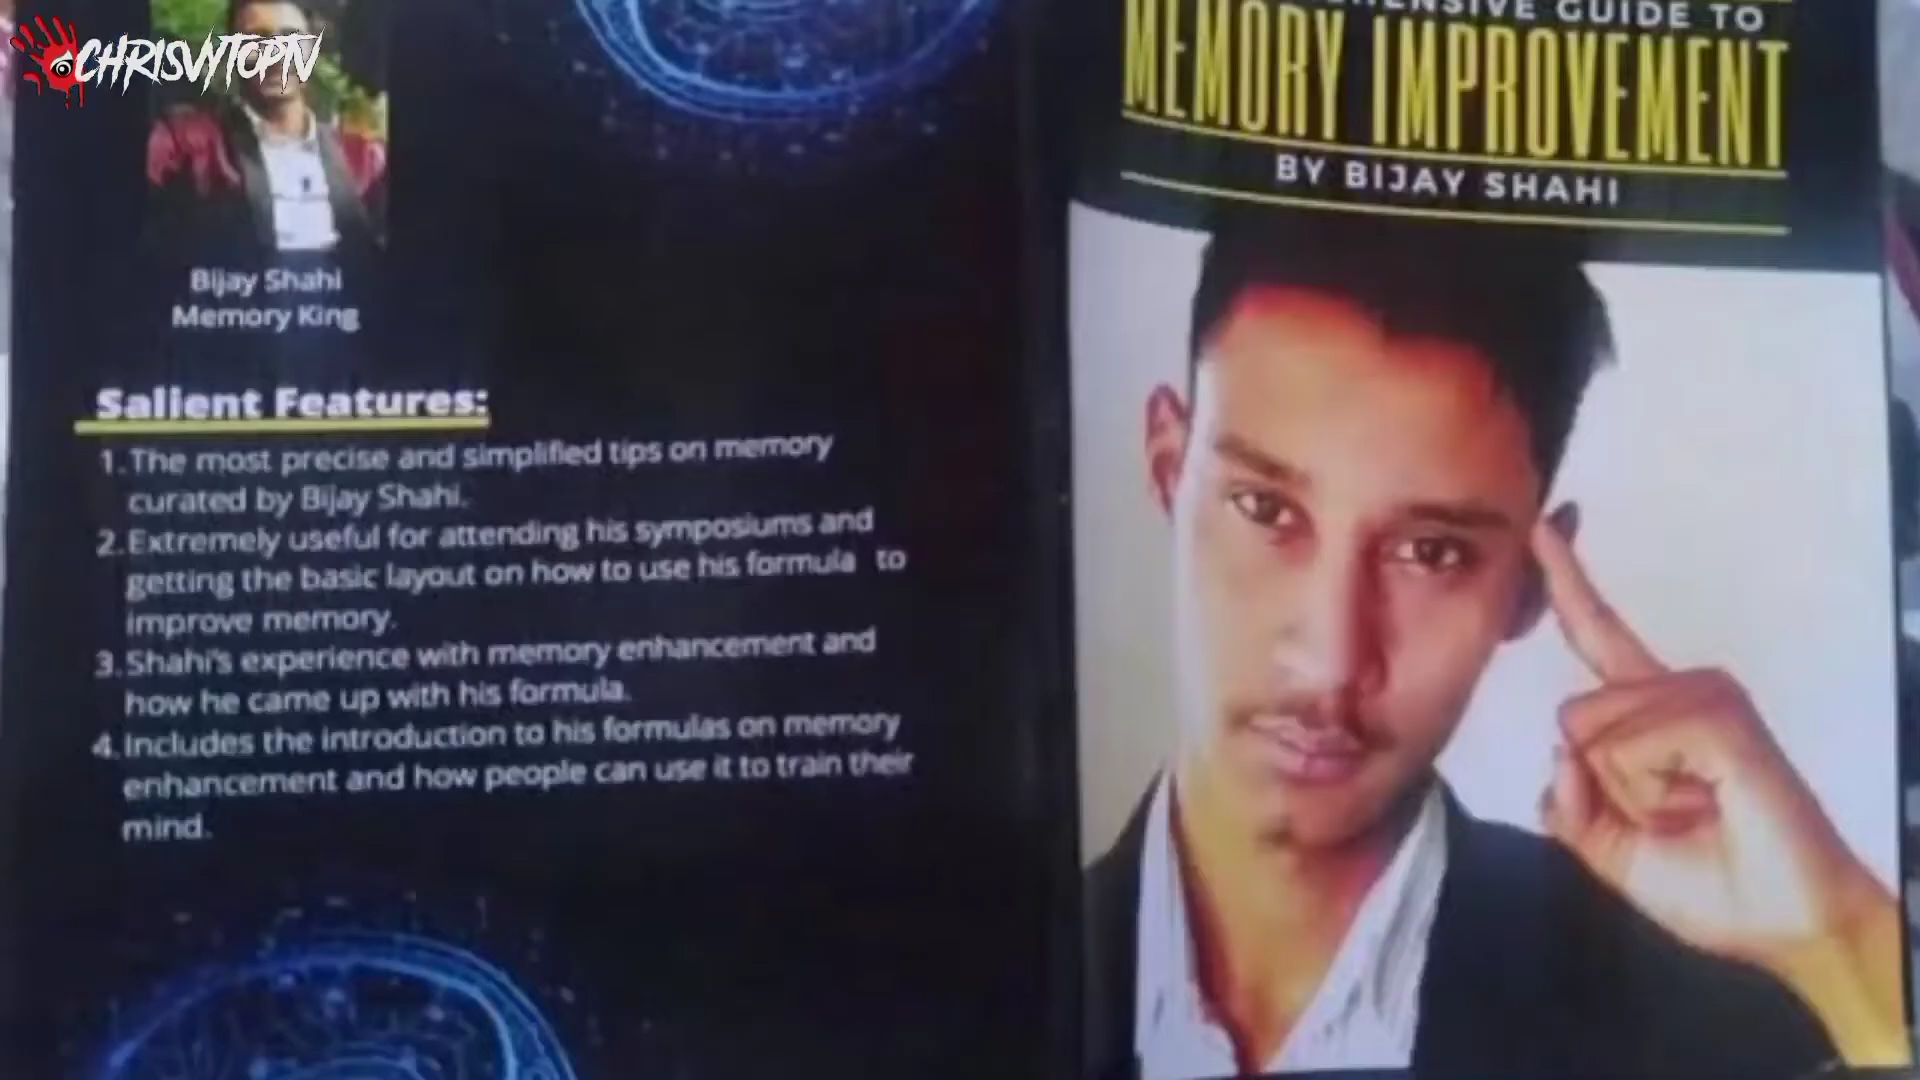 CHRISVYTOPTV
Bijay Shahi
Memory King
Salient Features:
1. The most precise and simplified tips on memory
curated by Bijay Shahi.
2. Extremely useful for attending his symposiums and
getting the basic layout on how to use his formula to
improve memory.
3. Shahi's experience with memory enhancement and
how he came up with his formula.
4. Includes the introduction to his formulas on memory
enhancement and how people can use it to train their
mind.
GUIDE TO
MEMORY IMPROVEMENT
BY BIJAY SHAHI